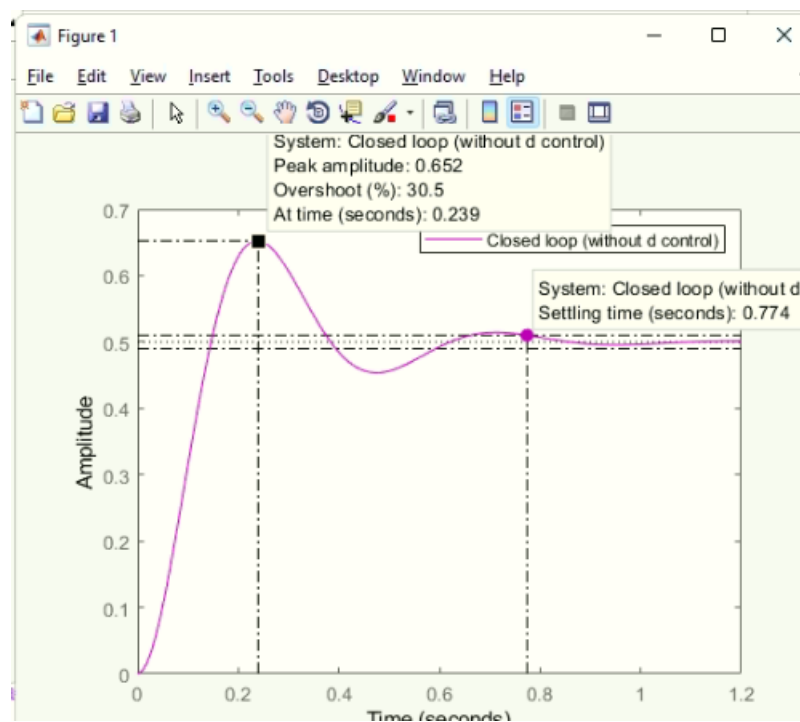 Figure 1
File Edit View Insert Tools Desktop Window Help
System: Closed loop (without d control)
Peak amplitude: 0.652
Overshoot (%): 30.5
At time (seconds): 0.239
0.7
Closed loop (without d control)
0.6
System: Closed loop (without d
Settling time (seconds): 0.774
0.5
0.4
Amplitude
0.3
0.2
0.1
0
0 0.2 0.4 0.6 0.8 1 1.2
Time (seconds)